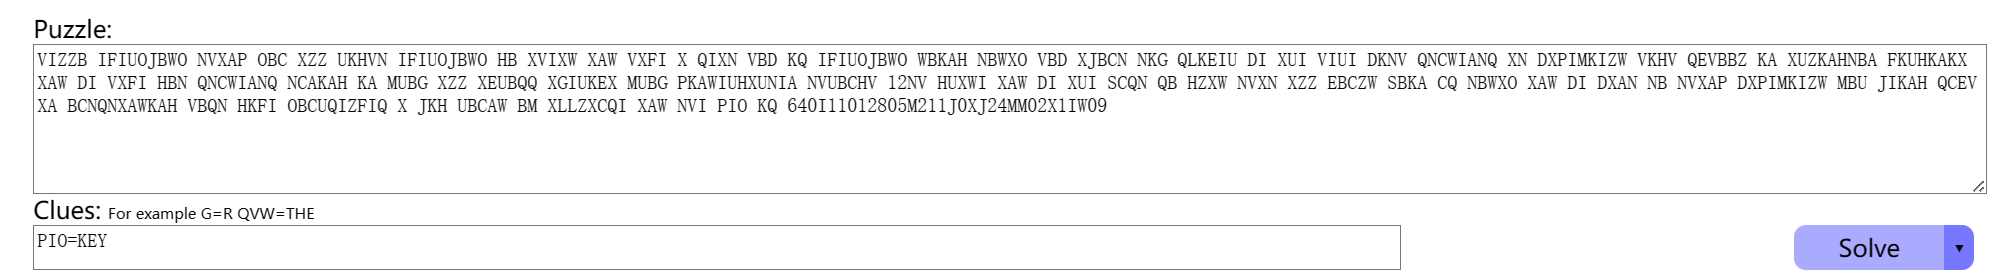 Puzzle:
VIZZB IFIUOJBWO NVXAP OBC XZZ UKHVN IFIUOJBWO HB XVIXW XAW VXFI X QIXN VBD KQ IFIUOJBWO WBKAH NBWXO VBD XJBCN NKG QLKEIU DI XUI VIUI DKNV QNCWIANQ XN DXPIMKIZW VKHV QEVBBZ KA XUZKAHNBA FKUHKAKX
XAW DI VXFI HBN QNCWIANQ NCAKAH KA MUBG XZZ XEUBQQ XGIUKEX MUBG PKAWIUHXUNIA NVUBCHV 12NV HUXWI XAW DI XUI SCQN QB HZXW NVXN XZZ EBCZW SBKA CQ NBWXO XAW DI DXAN NB NVXAP DXPIMKIZW MBU JIKAH QCEV
XA BCNQNXAWKAH VBQN HKFI OBCUQIZFIQ X JKH UBCAW BM XLLZXCQI XAW NVI PIO KQ 640I11012805M211J0XJ24MM02X1IW09
Clues: For example G=R QVW=THE
PIO=KEY
Solve ▼